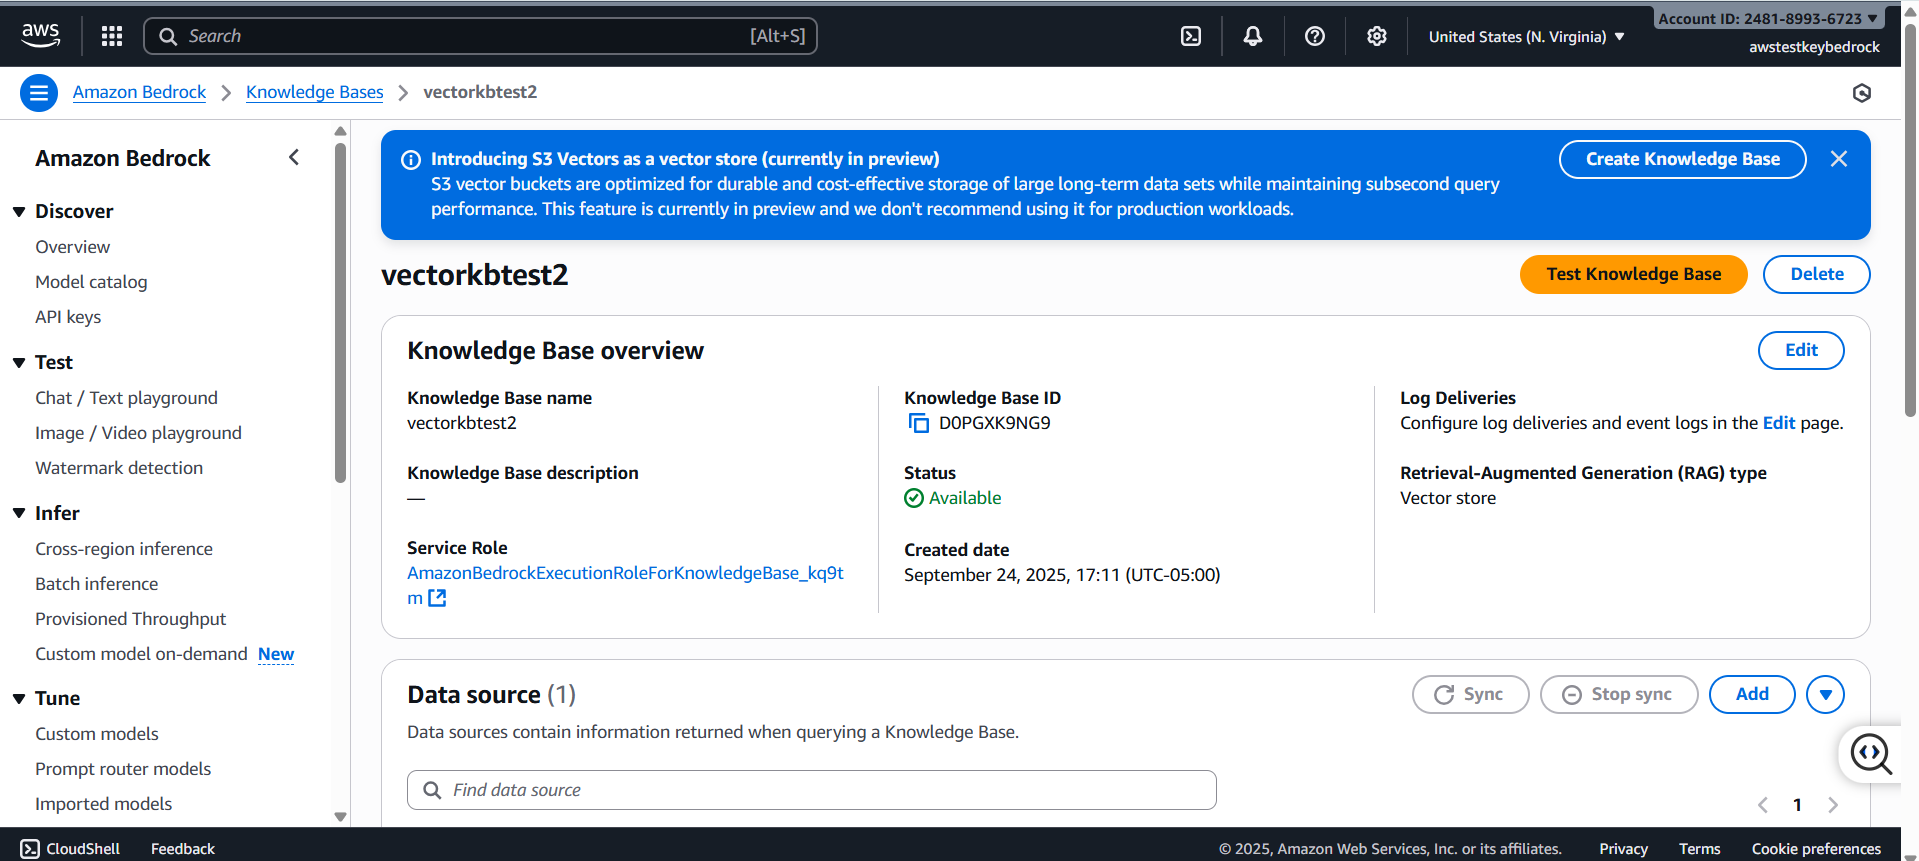 aws
Search
[Alt+S]
United States (N. Virginia)
Account ID: 2481-8993-6723
awstestkeybedrock
Amazon Bedrock
Knowledge Bases
vectorkbtest2
Amazon Bedrock
Discover
Overview
Model catalog
API keys
Test
Chat / Text playground
Image / Video playground
Watermark detection
Infer
Cross-region inference
Batch inference
Provisioned Throughput
Custom model on-demand New
Tune
Custom models
Prompt router models
Imported models
Introducing S3 Vectors as a vector store (currently in preview)
S3 vector buckets are optimized for durable and cost-effective storage of large long-term data sets while maintaining subsecond query
performance. This feature is currently in preview and we don't recommend using it for production workloads.
Create Knowledge Base
vectorkbtest2
Test Knowledge Base
Delete
Knowledge Base overview
Edit
Knowledge Base name
vectorkbtest2
Knowledge Base description
—
Service Role
AmazonBedrockExecutionRoleForKnowledgeBase_kq9t
m
Knowledge Base ID
D0PGXK9NG9
Status
Available
Created date
September 24, 2025, 17:11 (UTC-05:00)
Log Deliveries
Configure log deliveries and event logs in the Edit page.
Retrieval-Augmented Generation (RAG) type
Vector store
Data source (1)
Sync
Stop sync
Add
Data sources contain information returned when querying a Knowledge Base.
Find data source
1
CloudShell
Feedback
© 2025, Amazon Web Services, Inc. or its affiliates.
Privacy
Terms
Cookie preferences